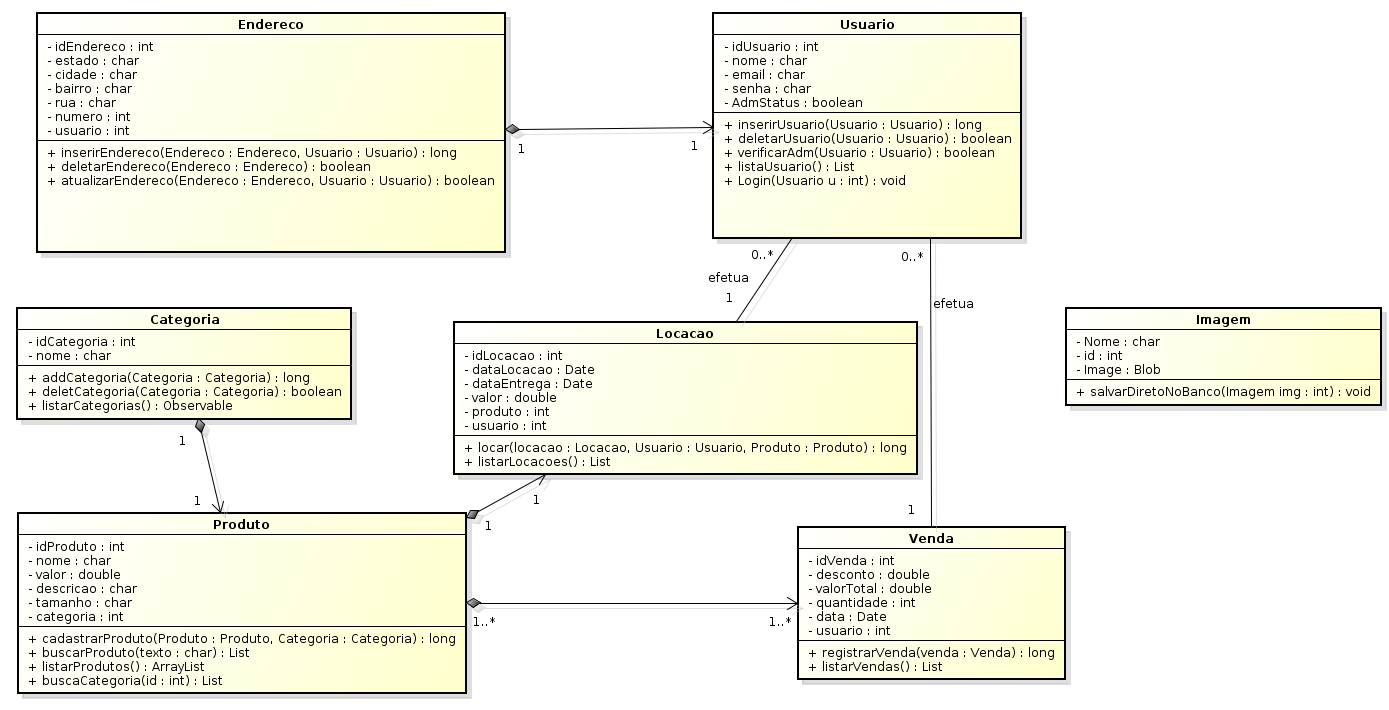 Endereco
- idEndereco : int
- estado : char
- cidade : char
- bairro : char
- rua : char
- numero : int
- usuario : int
+ inserirEndereco(Endereco : Endereco, Usuario : Usuario) : long
+ deletarEndereco(Endereco : Endereco) : boolean
+ atualizarEndereco(Endereco : Endereco, Usuario : Usuario) : boolean
1
1
Usuario
- idUsuario : int
- nome : char
- email : char
- senha : char
- AdmStatus : boolean
+ inserirUsuario(Usuario : Usuario) : long
+ deletarUsuario(Usuario : Usuario) : boolean
+ verificarAdm(Usuario : Usuario) : boolean
+ listaUsuario() : List
+ Login(Usuario u : int) : void
0..*
efetua
1
0..*
efetua
1
Categoria
- idCategoria : int
- nome : char
+ addCategoria(Categoria : Categoria) : long
+ deletCategoria(Categoria : Categoria) : boolean
+ listarCategorias() : Observable
1
1
Locacao
- idLocacao : int
- dataLocacao : Date
- dataEntrega : Date
- valor : double
- produto : int
- usuario : int
+ locar(locacao : Locacao, Usuario : Usuario, Produto : Produto) : long
+ listarLocacoes() : List
1
1
Imagem
- Nome : char
- id : int
- Image : Blob
+ salvarDiretoNoBanco(Imagem img : int) : void
Produto
- idProduto : int
- nome : char
- valor : double
- descricao : char
- tamanho : char
- categoria : int
+ cadastrarProduto(Produto : Produto, Categoria : Categoria) : long
+ buscarProduto(texto : char) : List
+ listarProdutos() : ArrayList
+ buscaCategoria(id : int) : List
1..*
1..*
Venda
- idVenda : int
- desconto : double
- valorTotal : double
- quantidade : int
- data : Date
- usuario : int
+ registrarVenda(venda : Venda) : long
+ listarVendas() : List